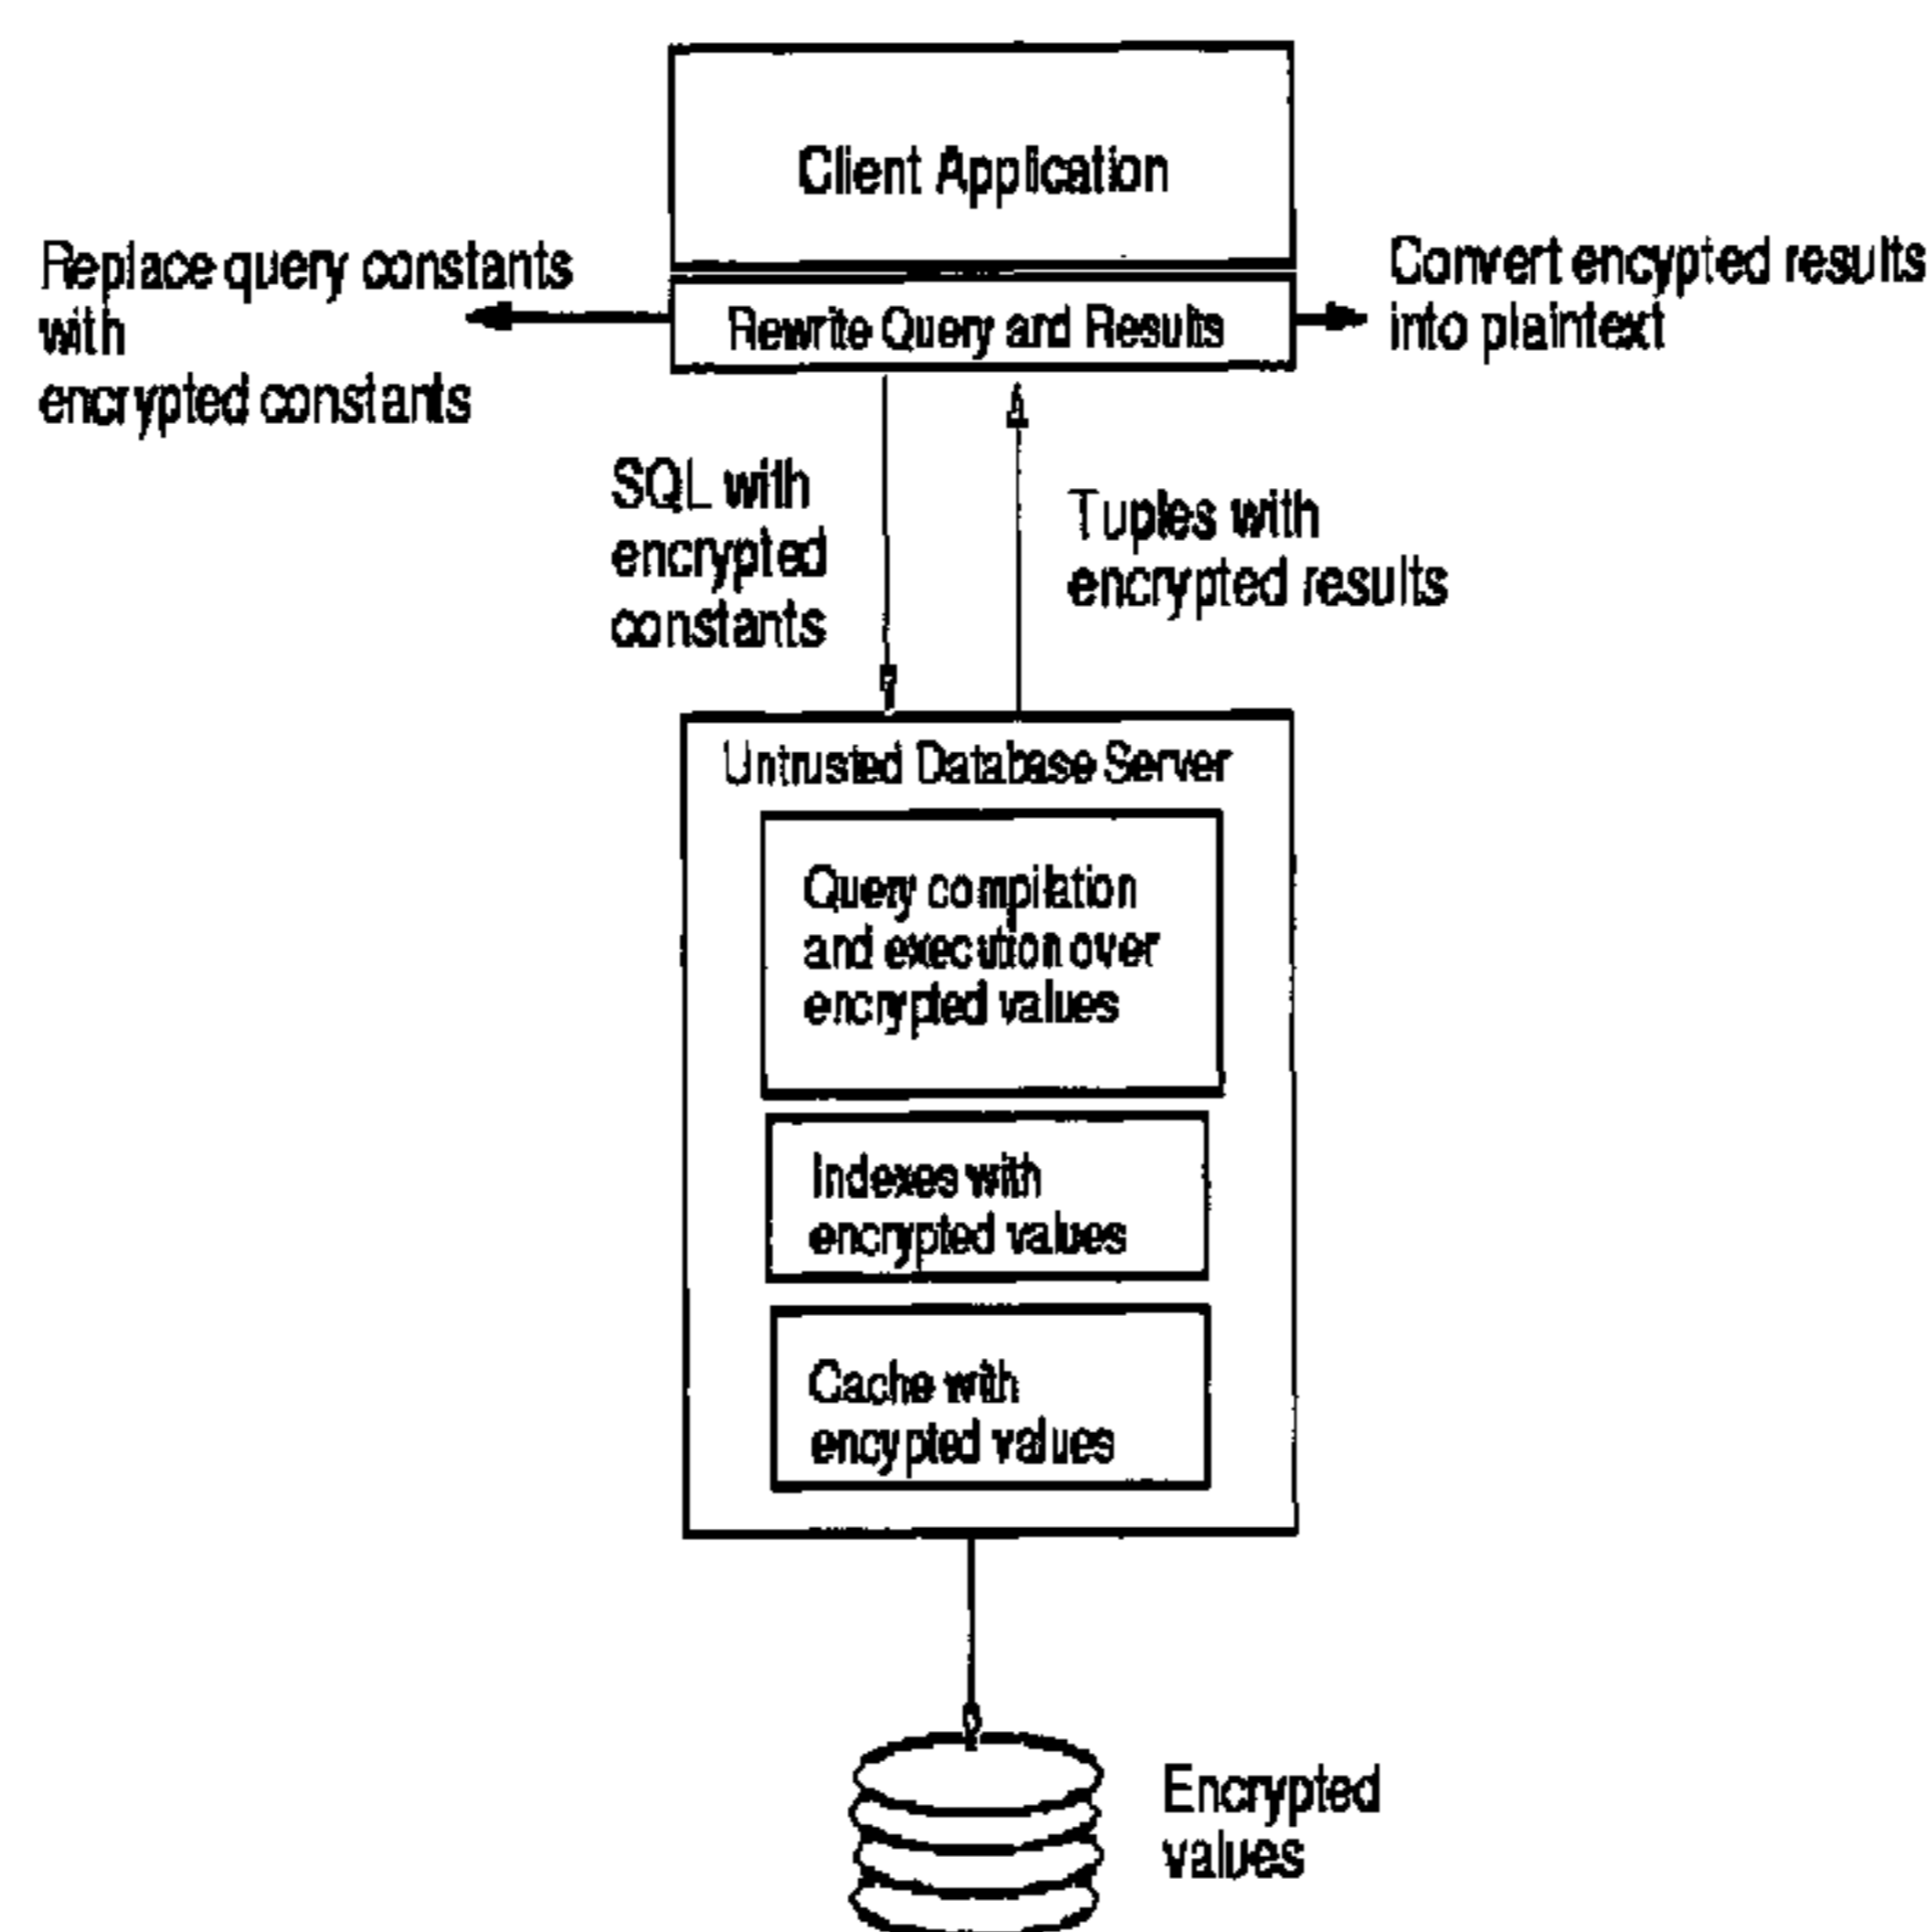 Client Application
Replace query constants
with
encrypted constants
Rewrite Query and Results
Convert encrypted results
into plaintext
SQL with
encrypted
constants
Tuples with
encrypted results
Untrusted Database Server
Query compilation
and execution over
encrypted values
Indexes with
encrypted values
Cache with
encypted values
Encrypted
values